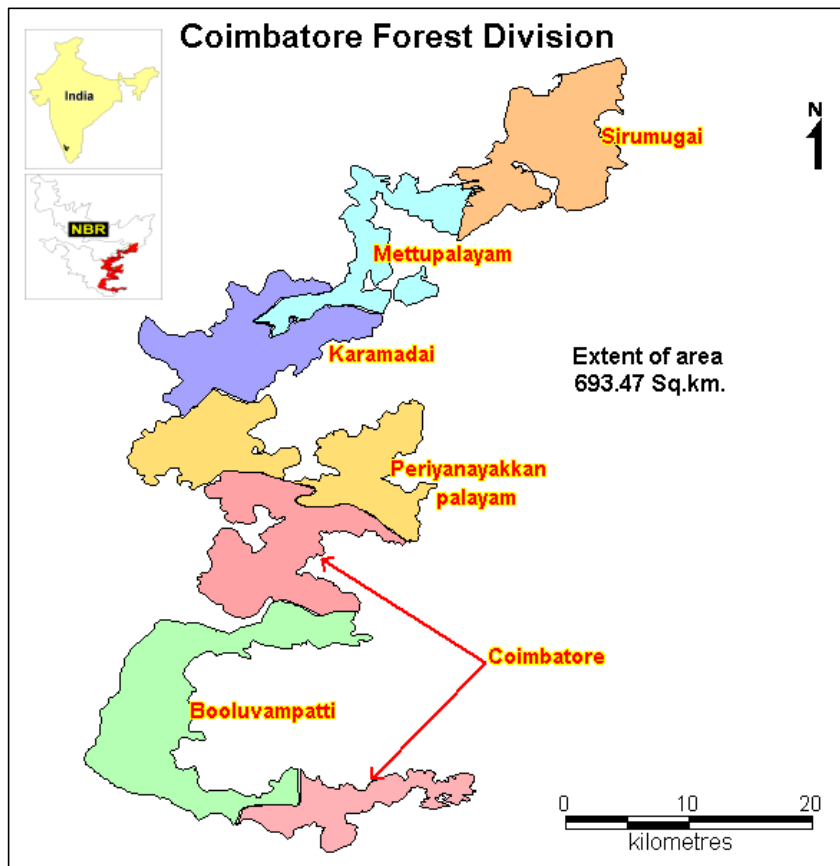 Coimbatore Forest Division
India
N
Sirumugai
NBR
Mettupalayam
Karamadai
Extent of area
693.47 Sq.km.
Periyanayakkan
palayam
Coimbatore
Booluvampatti
0 10 20
kilometres